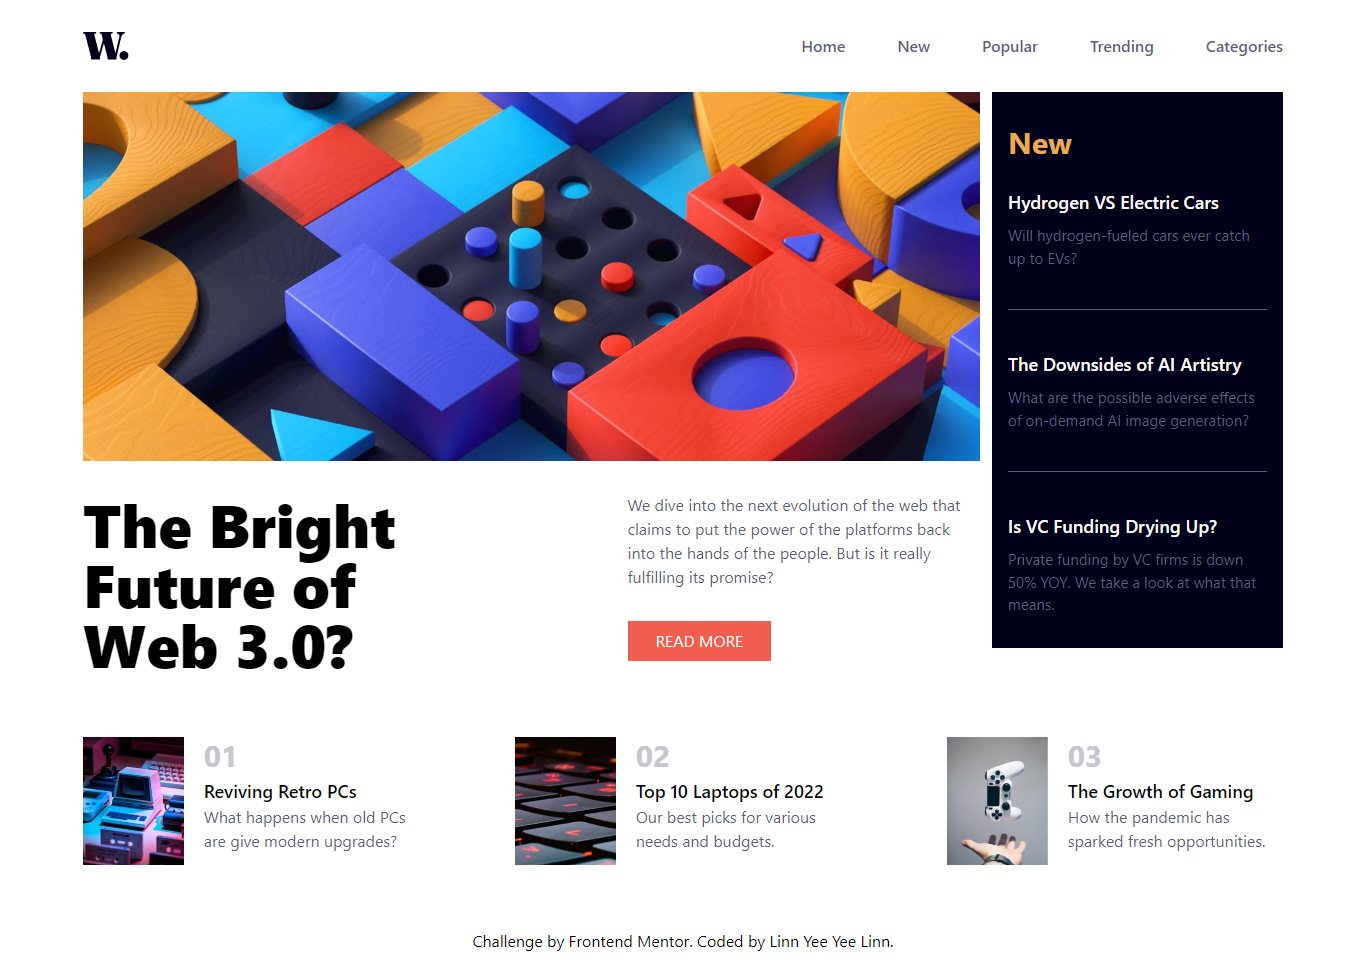 W.
Home New Popular Trending Categories
New
Hydrogen VS Electric Cars
Will hydrogen-fueled cars ever catch
up to EVs?
The Downsides of AI Artistry
What are the possible adverse effects
of on-demand AI image generation?
Is VC Funding Drying Up?
Private funding by VC firms is down
50% YOY. We take a look at what that
means.
The Bright
Future of
Web 3.0?
We dive into the next evolution of the web that
claims to put the power of the platforms back
into the hands of the people. But is it really
fulfilling its promise?
READ MORE
01
Reviving Retro PCs
What happens when old PCs
are give modern upgrades?
02
Top 10 Laptops of 2022
Our best picks for various
needs and budgets.
03
The Growth of Gaming
How the pandemic has
sparked fresh opportunities.
Challenge by Frontend Mentor. Coded by Linn Yee Yee Linn.